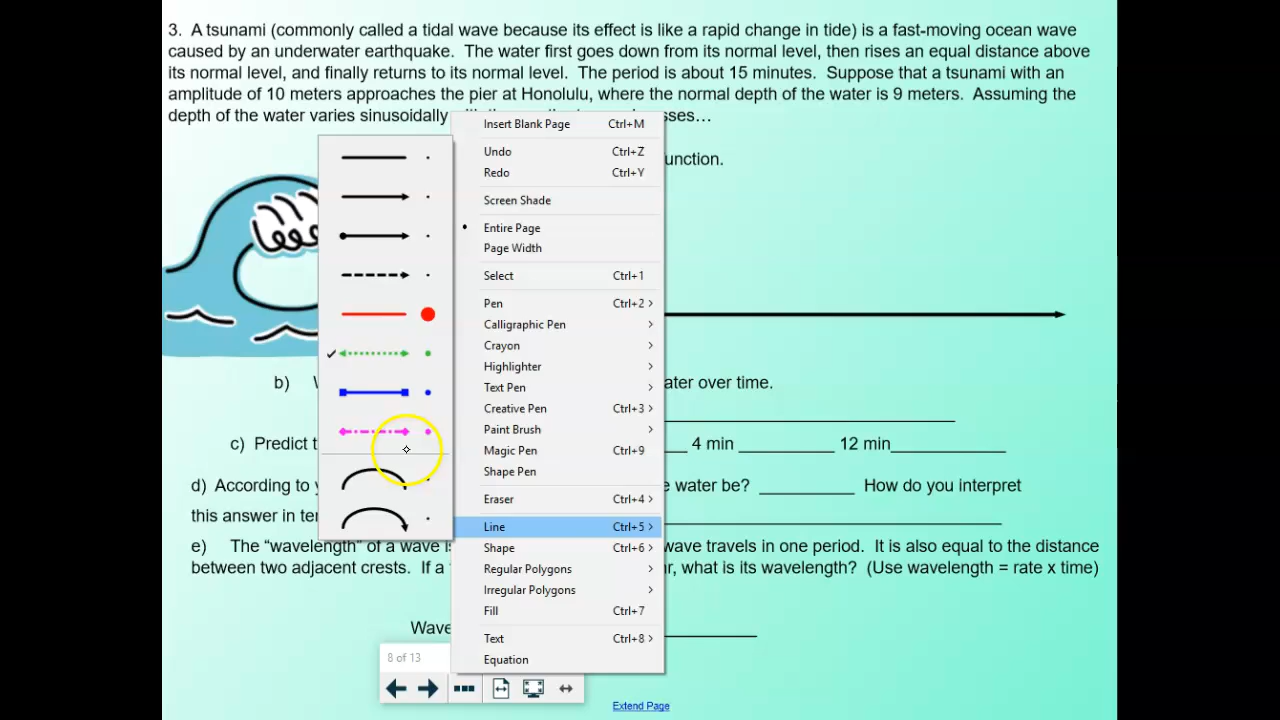 3. A tsunami (commonly called a tidal wave because its effect is like a rapid change in tide) is a fast-moving ocean wave
caused by an underwater earthquake. The water first goes down from its normal level, then rises an equal distance above
its normal level, and finally returns to its normal level. The period is about 15 minutes. Suppose that a tsunami with an
amplitude of 10 meters approaches the pier at Honolulu, where the normal depth of the water is 9 meters. Assuming the
depth of the water varies sinusoidally
Insert Blank Page Ctrl+M
Undo Ctrl+Z
unction.
Redo Ctrl+Y
Screen Shade
Entire Page
Page Width
Select Ctrl+1
Pen Ctrl+2
Calligraphic Pen
Crayon
Highlighter
b) ater over time.
Text Pen
Creative Pen Ctrl+3
Paint Brush
c) Predict 4 min __________ 12 min____________
Magic Pen Ctrl+9
Shape Pen
d) According to e water be? __________ How do you interpret
Eraser Ctrl+4
this answer in
Line Ctrl+5
e) The “wavelength” of a wave wave travels in one period. It is also equal to the distance
Shape Ctrl+6
between two adjacent crests. If a what is its wavelength? (Use wavelength = rate x time)
Regular Polygons
Irregular Polygons
Fill Ctrl+7
Wave
Text Ctrl+8
8 of 13
Equation
Extend Page